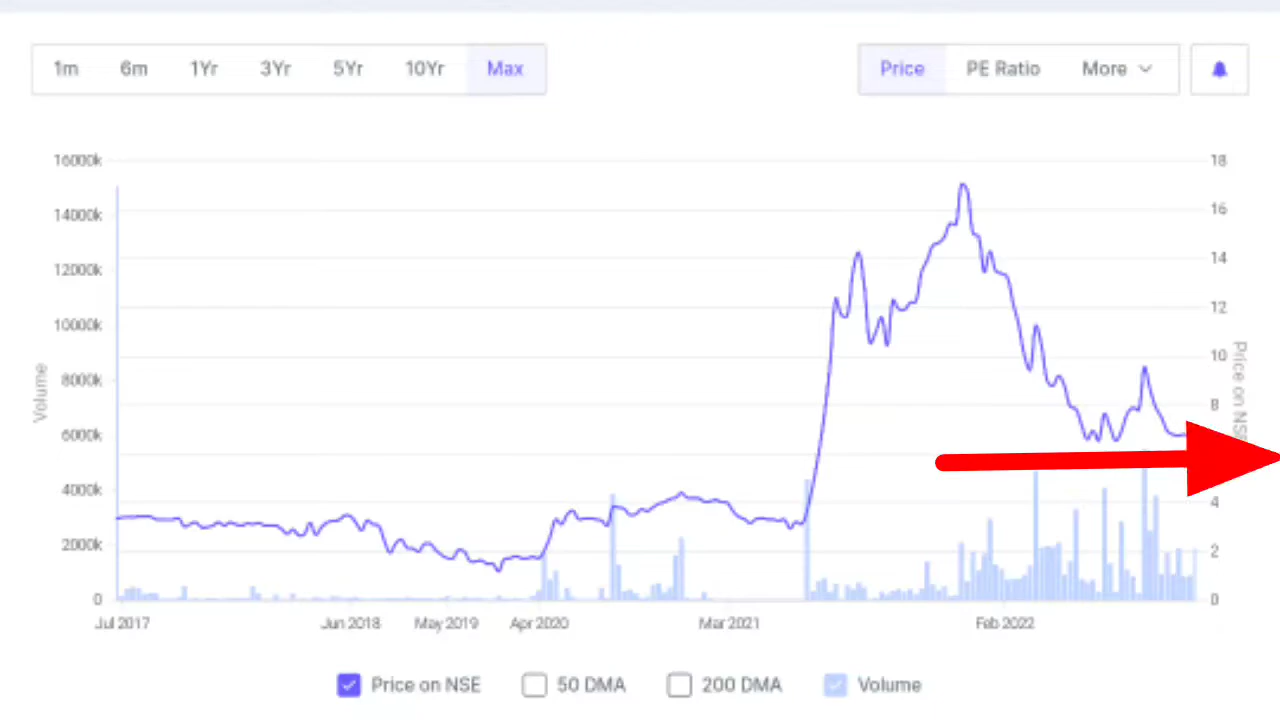 1m 6m 1Yr 3Yr 5Yr 10Yr Max Price PE Ratio More
16000k 18
14000k 16
12000k 14
10000k 12
8000k 10
6000k 8
4000k 4
2000k 2
0 0
Volume
Price on NSE
Jul 2017 Jun 2018 May 2019 Apr 2020 Mar 2021 Feb 2022
Price on NSE 50 DMA 200 DMA Volume